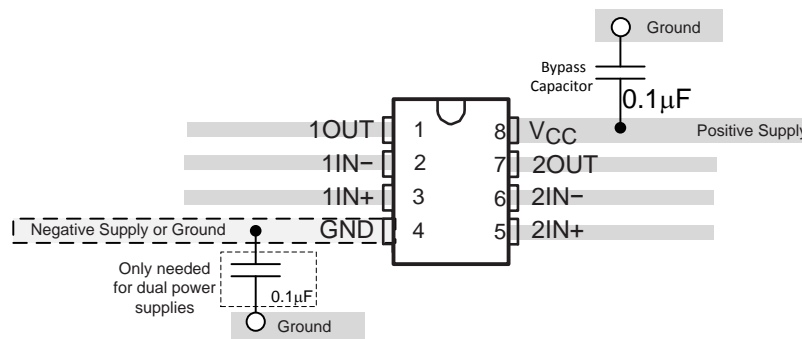 Ground
Bypass
Capacitor
0.1µF
1OUT 1 8 VCC Positive Supply
1IN− 2 7 2OUT
1IN+ 3 6 2IN−
Negative Supply or Ground GND 4 5 2IN+
Only needed
for dual power
supplies
0.1µF
Ground